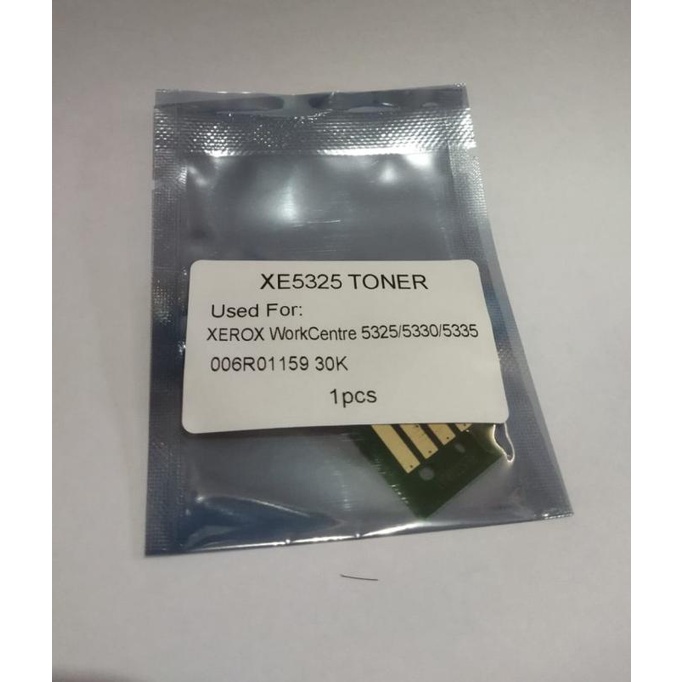 XE5325 TONER
Used For:
XEROX WorkCentre 5325/5330/5335
006R01159 30K
1pcs